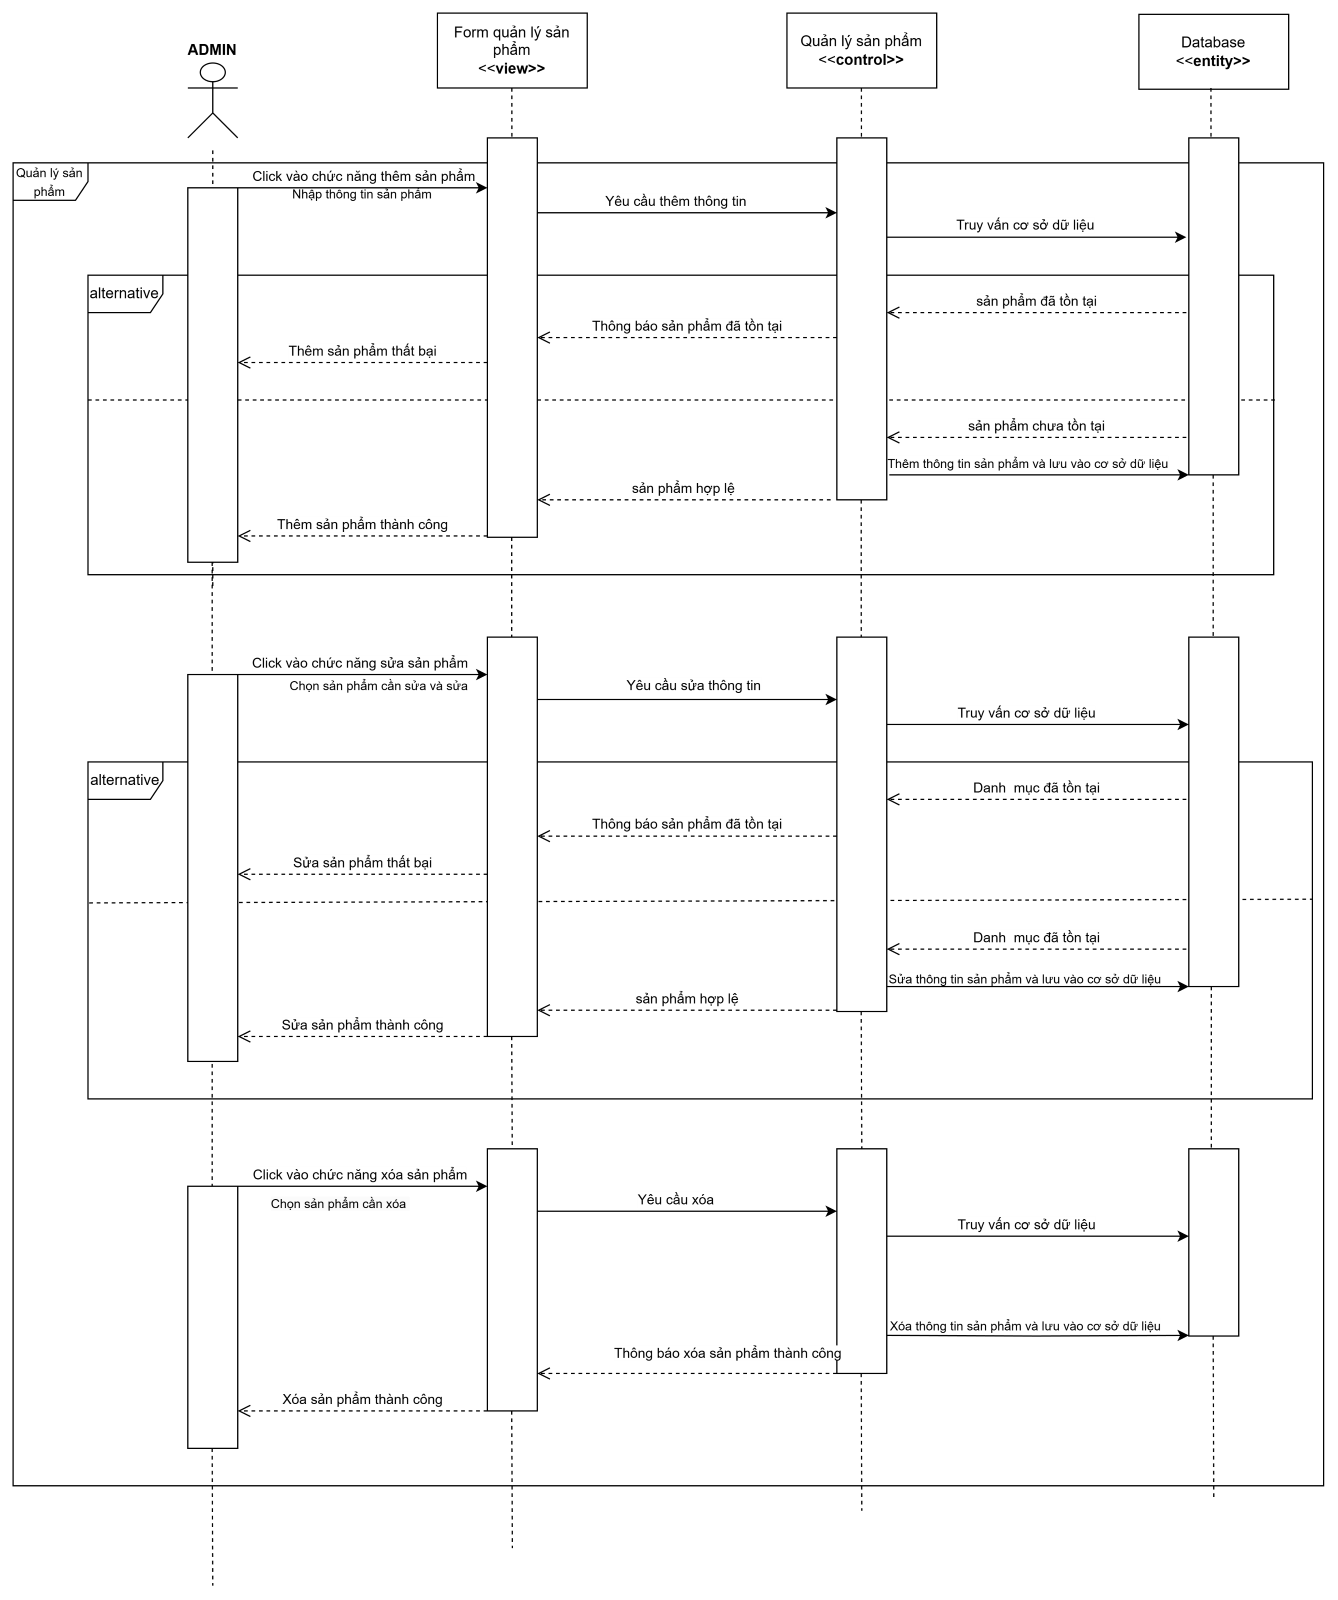 ADMIN
Form quản lý sản
phẩm
<<view>>
Quản lý sản phẩm
<<control>>
Database
<<entity>>
Quản lý sản
phẩm
Click vào chức năng thêm sản phẩm
Nhập thông tin sản phẩm
Yêu cầu thêm thông tin
Truy vấn cơ sở dữ liệu
alternative
sản phẩm đã tồn tại
Thông báo sản phẩm đã tồn tại
Thêm sản phẩm thất bại
sản phẩm chưa tồn tại
Thêm thông tin sản phẩm và lưu vào cơ sở dữ liệu
sản phẩm hợp lệ
Thêm sản phẩm thành công
Click vào chức năng sửa sản phẩm
Chọn sản phẩm cần sửa và sửa
Yêu cầu sửa thông tin
Truy vấn cơ sở dữ liệu
alternative
Danh  mục đã tồn tại
Thông báo sản phẩm đã tồn tại
Sửa sản phẩm thất bại
Danh  mục đã tồn tại
Sửa thông tin sản phẩm và lưu vào cơ sở dữ liệu
sản phẩm hợp lệ
Sửa sản phẩm thành công
Click vào chức năng xóa sản phẩm
Chọn sản phẩm cần xóa
Yêu cầu xóa
Truy vấn cơ sở dữ liệu
Xóa thông tin sản phẩm và lưu vào cơ sở dữ liệu
Thông báo xóa sản phẩm thành công
Xóa sản phẩm thành công